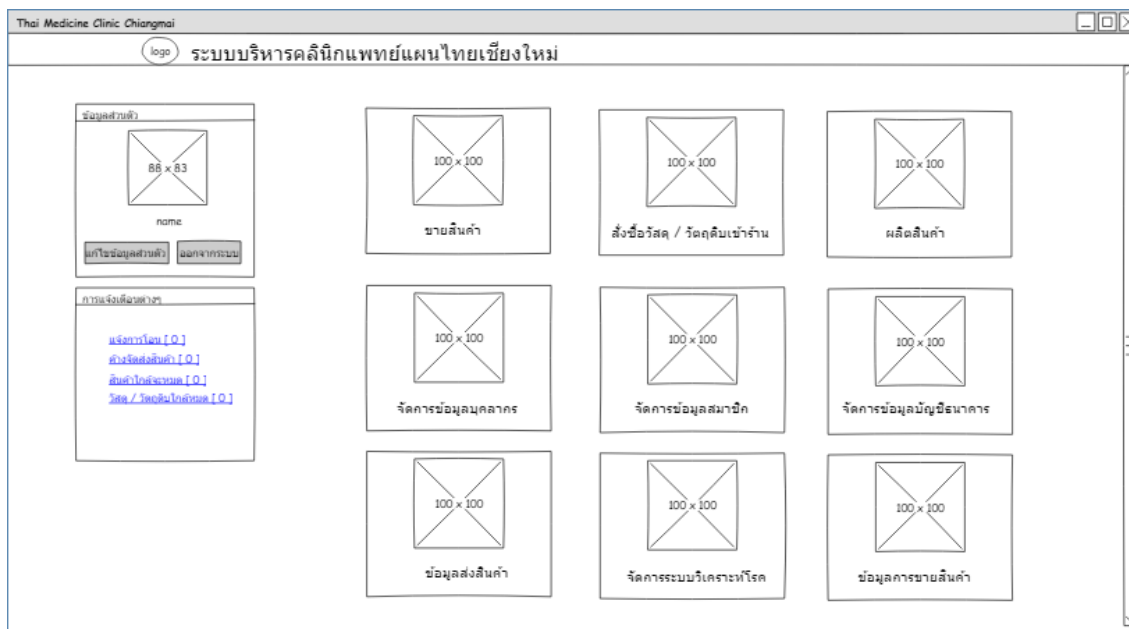 Thai Medicine Clinic Chiangmai
logo
ระบบบริหารคลินิกแพทย์แผนไทยเชียงใหม่
ข้อมูลส่วนตัว
88 x 83
name
แก้ไขข้อมูลส่วนตัว
ออกจากระบบ
การแจ้งเตือนต่างๆ
แจ้งการโอน [ 0 ]
ค้างจัดส่งสินค้า [ 0 ]
สินค้าใกล้จะหมด [ 0 ]
วัสดุ / วัตถุดิบใกล้หมด [ 0 ]
100 x 100
ขายสินค้า
100 x 100
สั่งซื้อวัสดุ / วัตถุดิบเข้าร้าน
100 x 100
ผลิตสินค้า
100 x 100
จัดการข้อมูลบุคลากร
100 x 100
จัดการข้อมูลสมาชิก
100 x 100
จัดการข้อมูลบัญชีธนาคาร
100 x 100
ข้อมูลส่งสินค้า
100 x 100
จัดการระบบวิเคราะห์โรค
100 x 100
ข้อมูลการขายสินค้า